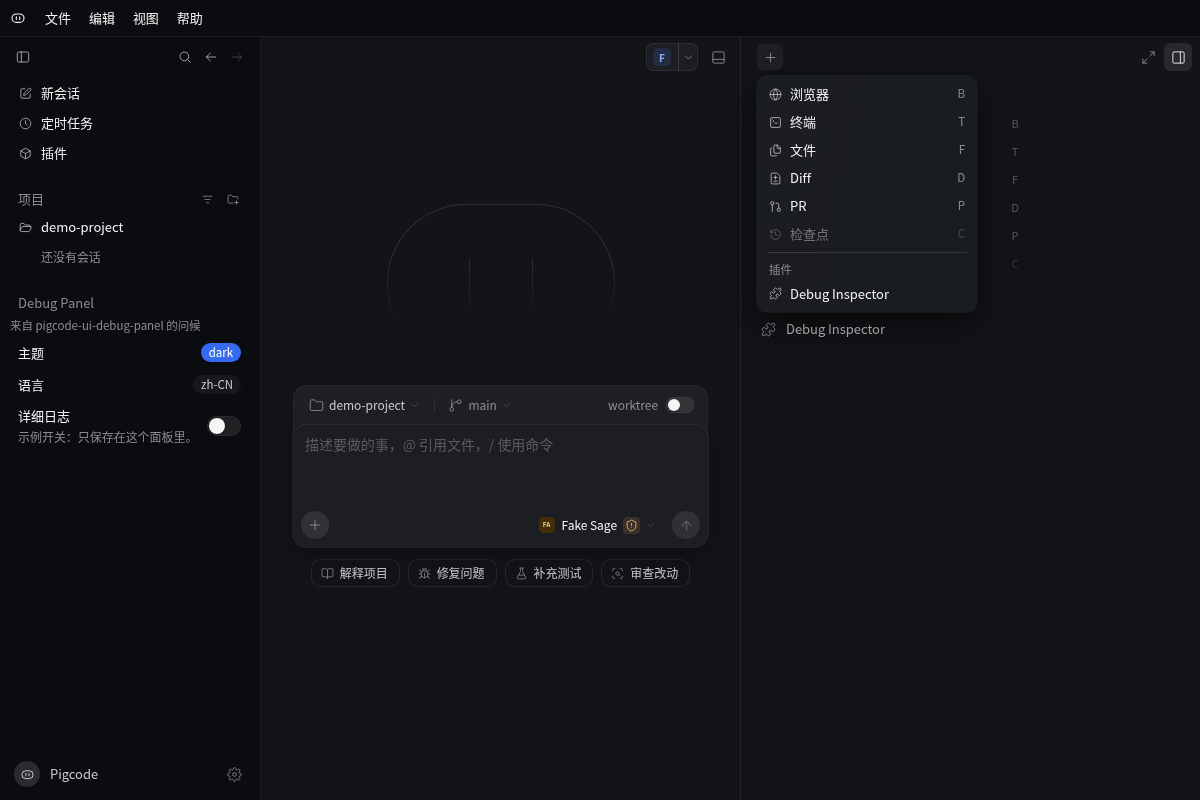 文件 编辑 视图 帮助
新会话
定时任务
插件
项目
demo-project
还没有会话
Debug Panel
来自 pigcode-ui-debug-panel 的问候
主题 dark
语言 zh-CN
详细日志
示例开关：只保存在这个面板里。
Pigcode
F
demo-project main worktree
描述要做的事，@ 引用文件，/ 使用命令
FA Fake Sage
解释项目 修复问题 补充测试 审查改动
浏览器 B
终端 T
文件 F
Diff D
PR P
检查点 C
插件
Debug Inspector
B
T
F
D
P
C
Debug Inspector